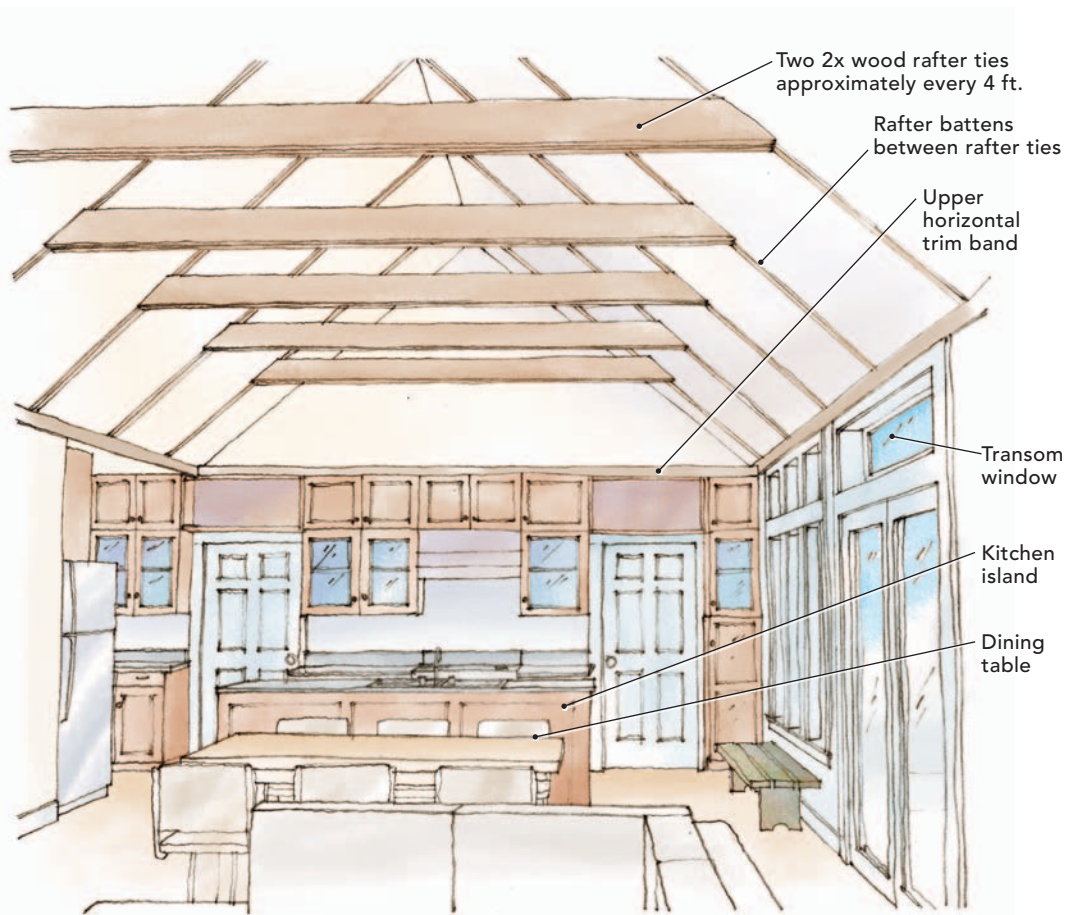 Two 2x wood rafter ties
approximately every 4 ft.
Rafter battens
between rafter ties
Upper
horizontal
trim band
Transom
window
Kitchen
island
Dining
table